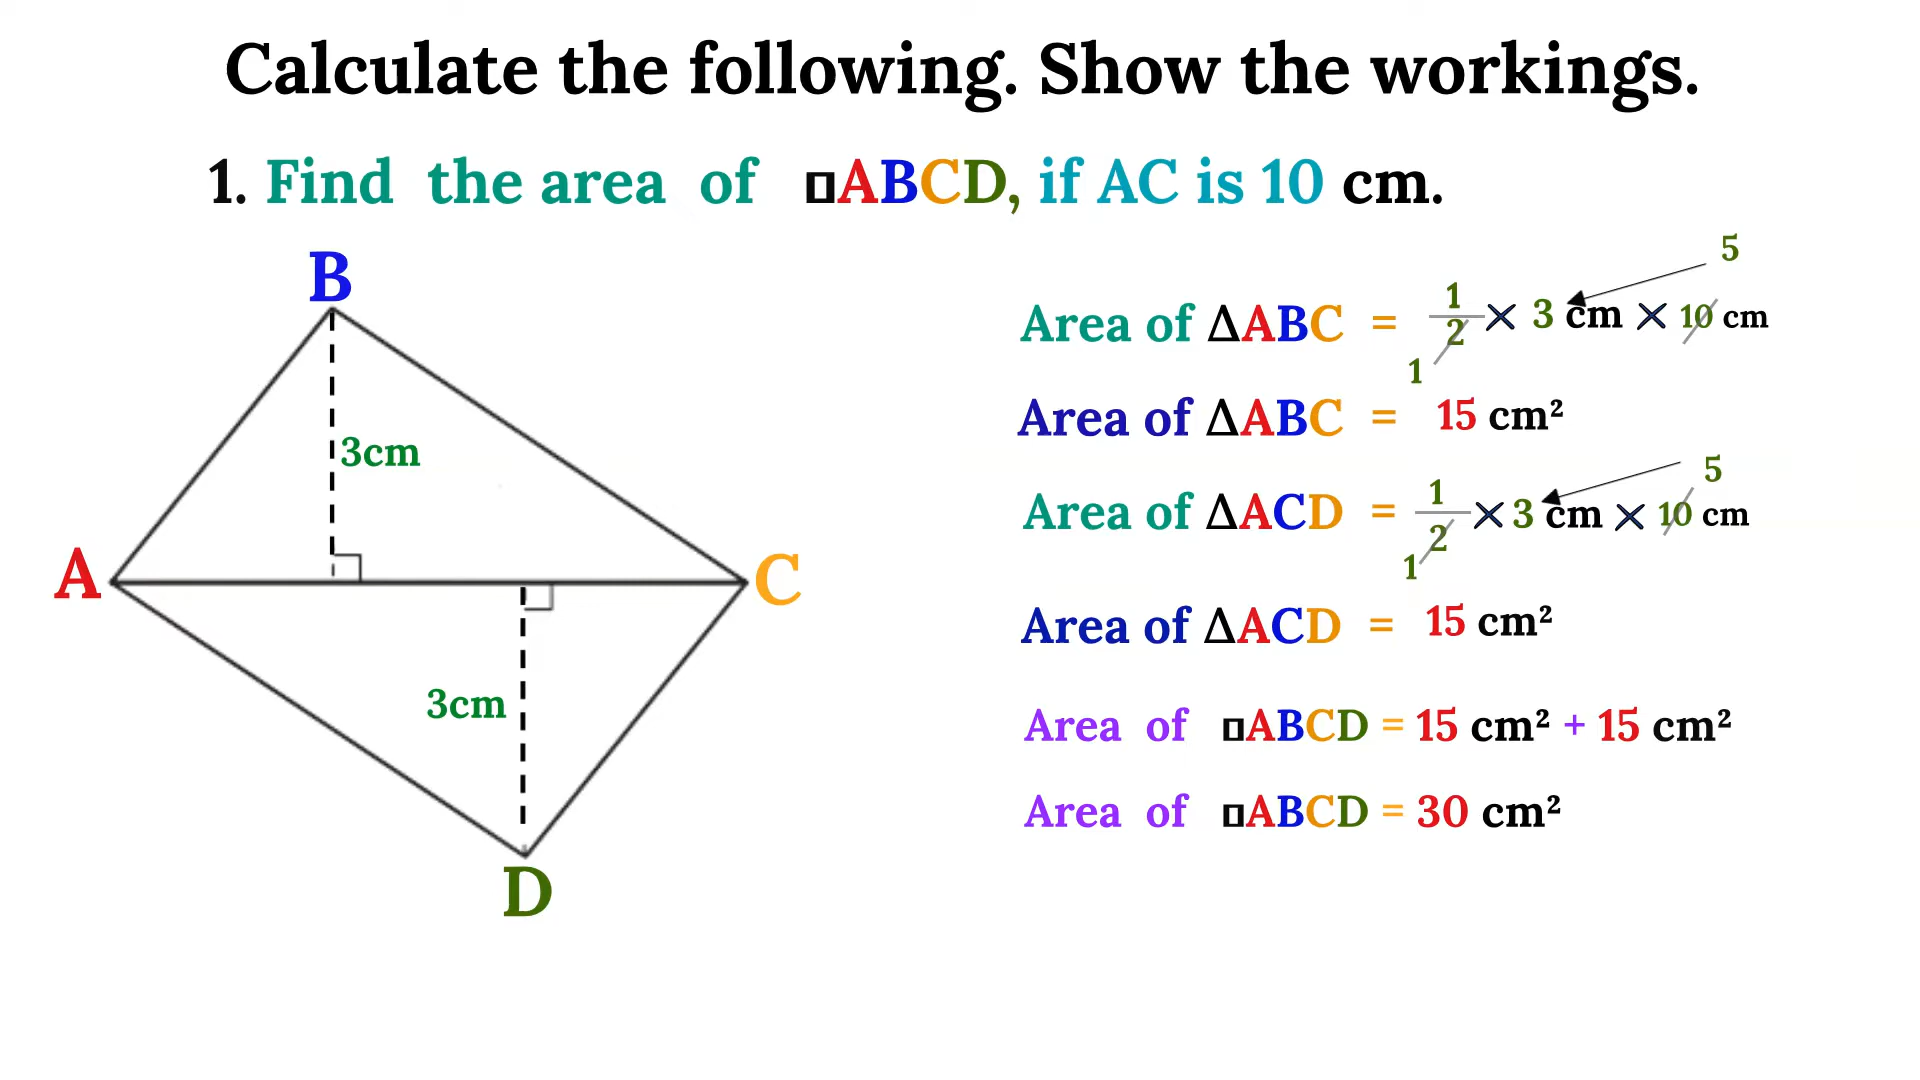 Calculate the following. Show the workings.
1. Find the area of ▯ABCD, if AC is 10 cm.
B
3cm
A
C
3cm
D
5
Area of ΔABC = 1/2 × 3 cm × 10 cm
1
Area of ΔABC = 15 cm²
5
Area of ΔACD = 1/2 × 3 cm × 10 cm
1
Area of ΔACD = 15 cm²
Area of ▯ABCD = 15 cm² + 15 cm²
Area of ▯ABCD = 30 cm²